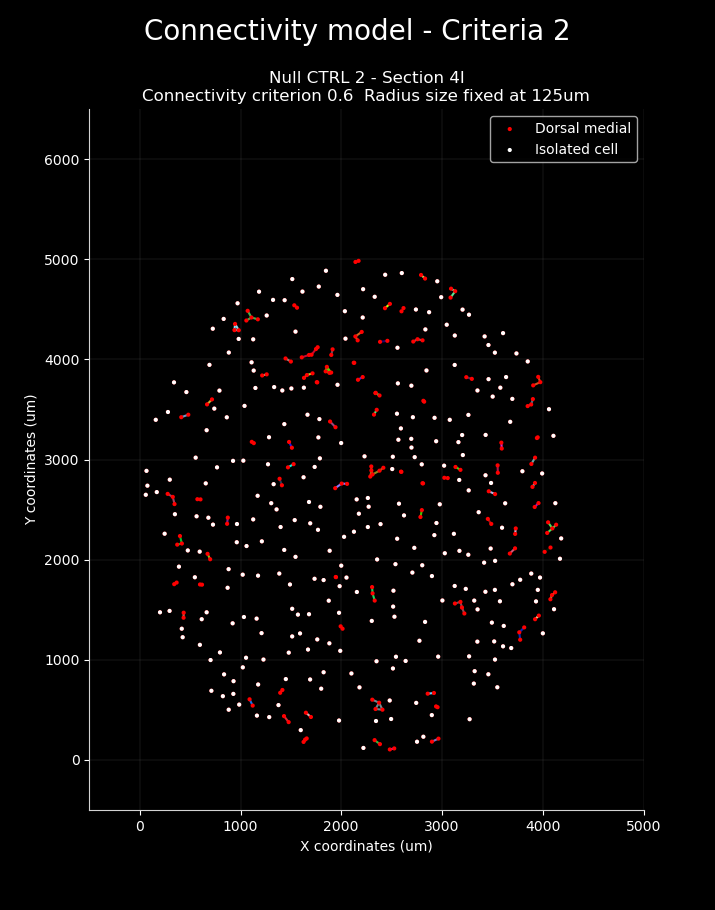 Connectivity model - Criteria 2
Null CTRL 2 - Section 4I
Connectivity criterion 0.6  Radius size fixed at 125um
Dorsal medial
Isolated cell
6000
5000
4000
3000
2000
1000
0
Y coordinates (um)
0
1000
2000
3000
4000
5000
X coordinates (um)